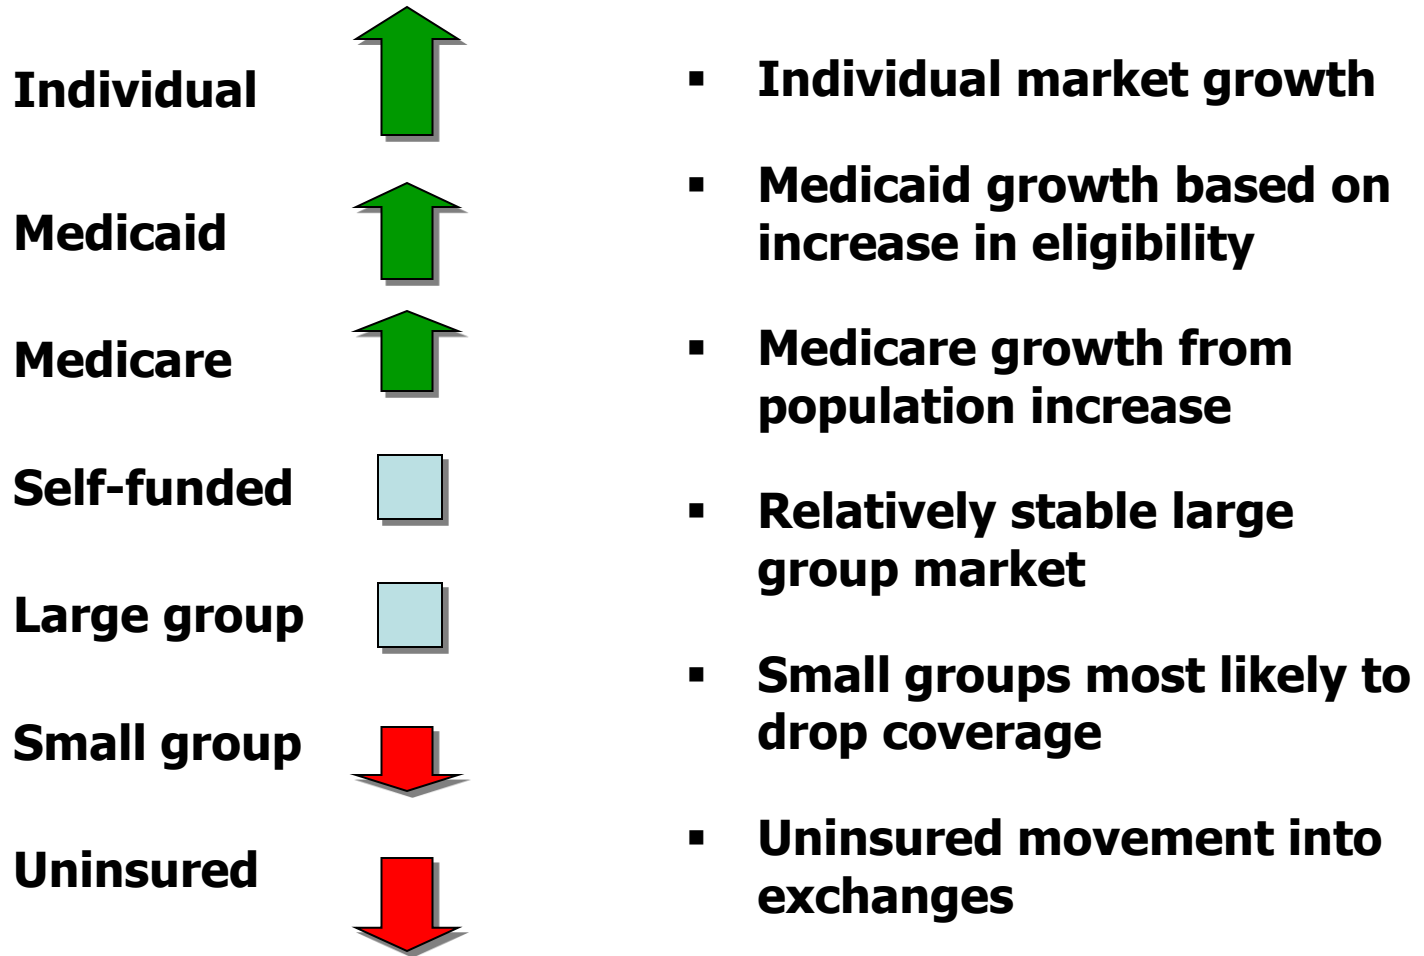 Individual
Medicaid
Medicare
Self-funded
Large group
Small group
Uninsured
▪ Individual market growth
▪ Medicaid growth based on
increase in eligibility
▪ Medicare growth from
population increase
▪ Relatively stable large
group market
▪ Small groups most likely to
drop coverage
▪ Uninsured movement into
exchanges